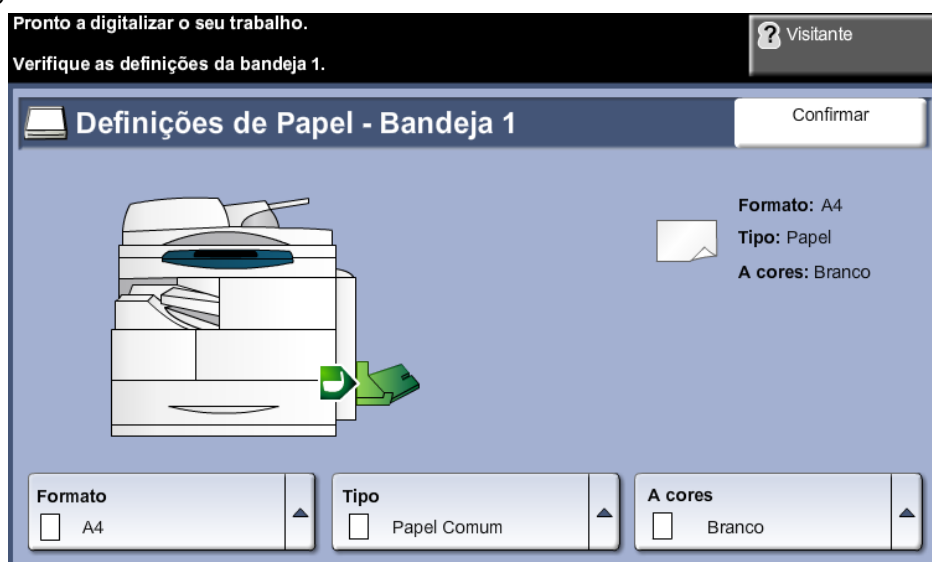 Pronto a digitalizar o seu trabalho.
Verifique as definições da bandeja 1.
? Visitante
Definições de Papel - Bandeja 1
Confirmar
Formato: A4
Tipo: Papel
A cores: Branco
Formato
A4
Tipo
Papel Comum
A cores
Branco